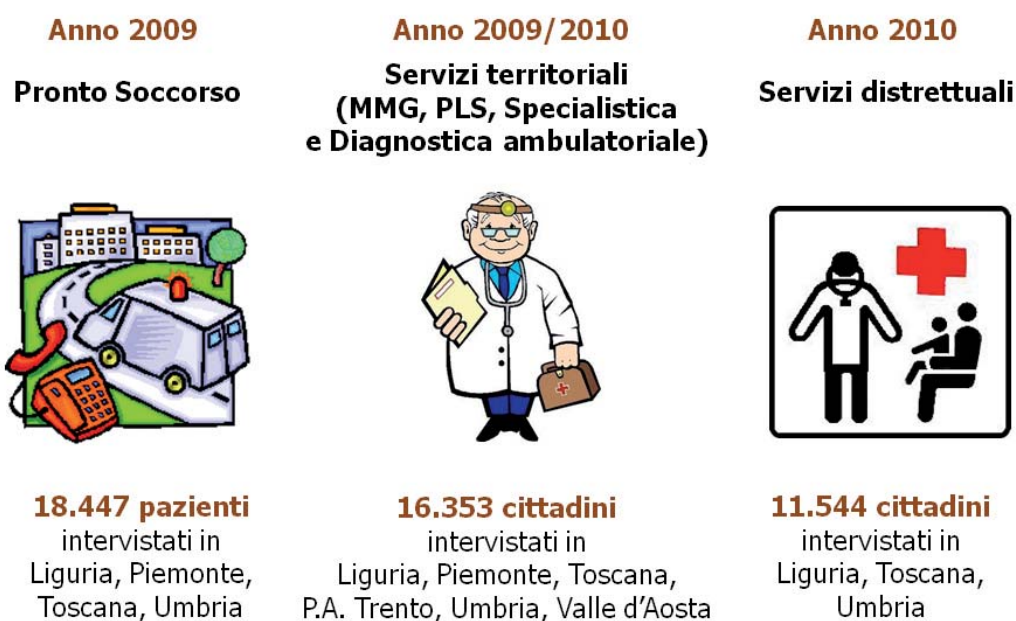 Anno 2009
Pronto Soccorso
18.447 pazienti
intervistati in
Liguria, Piemonte,
Toscana, Umbria
Anno 2009/2010
Servizi territoriali
(MMG, PLS, Specialistica
e Diagnostica ambulatoriale)
16.353 cittadini
intervistati in
Liguria, Piemonte, Toscana,
P.A. Trento, Umbria, Valle d'Aosta
Anno 2010
Servizi distrettuali
11.544 cittadini
intervistati in
Liguria, Toscana,
Umbria